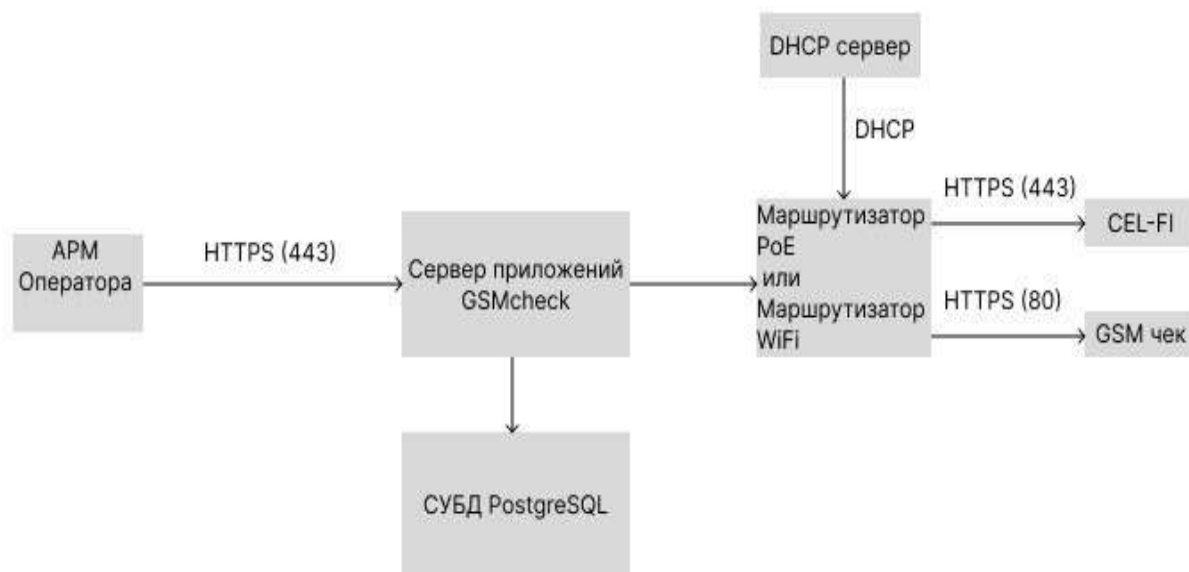 DHCP сервер
DHCP
HTTPS (443)
CEL-FI
Маршрутизатор
PoE
или
Маршрутизатор
WiFi
HTTPS (80)
GSM чек
АРМ
Оператора
HTTPS (443)
Сервер приложений
GSMcheck
СУБД PostgreSQL